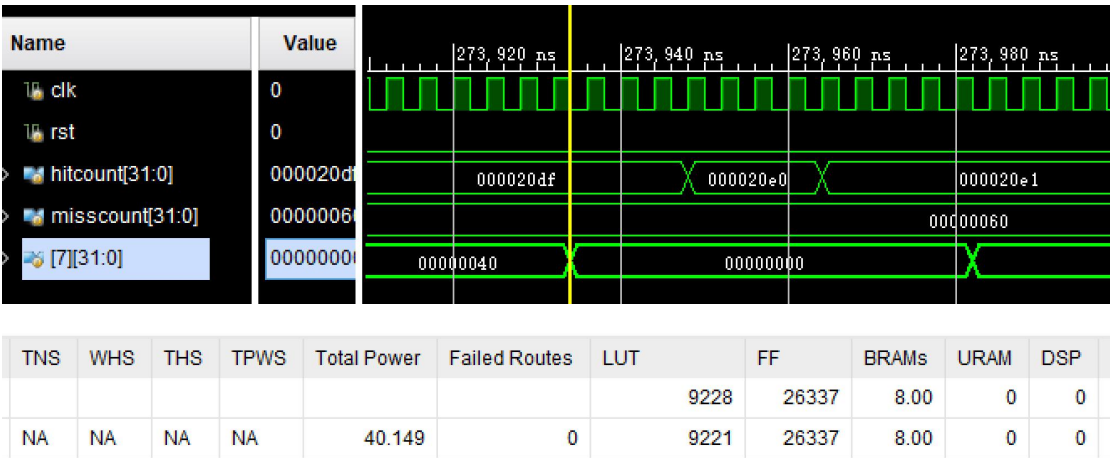 Name Value
273,920 ns 273,940 ns 273,960 ns 273,980 ns
clk 0
rst 0
hitcount[31:0] 000020df 000020df 000020e0 000020e1
misscount[31:0] 00000060 00000060
[7][31:0] 00000000 00000040 00000000
TNS WHS THS TPWS Total Power Failed Routes LUT FF BRAMs URAM DSP
9228 26337 8.00 0 0
NA NA NA NA 40.149 0 9221 26337 8.00 0 0